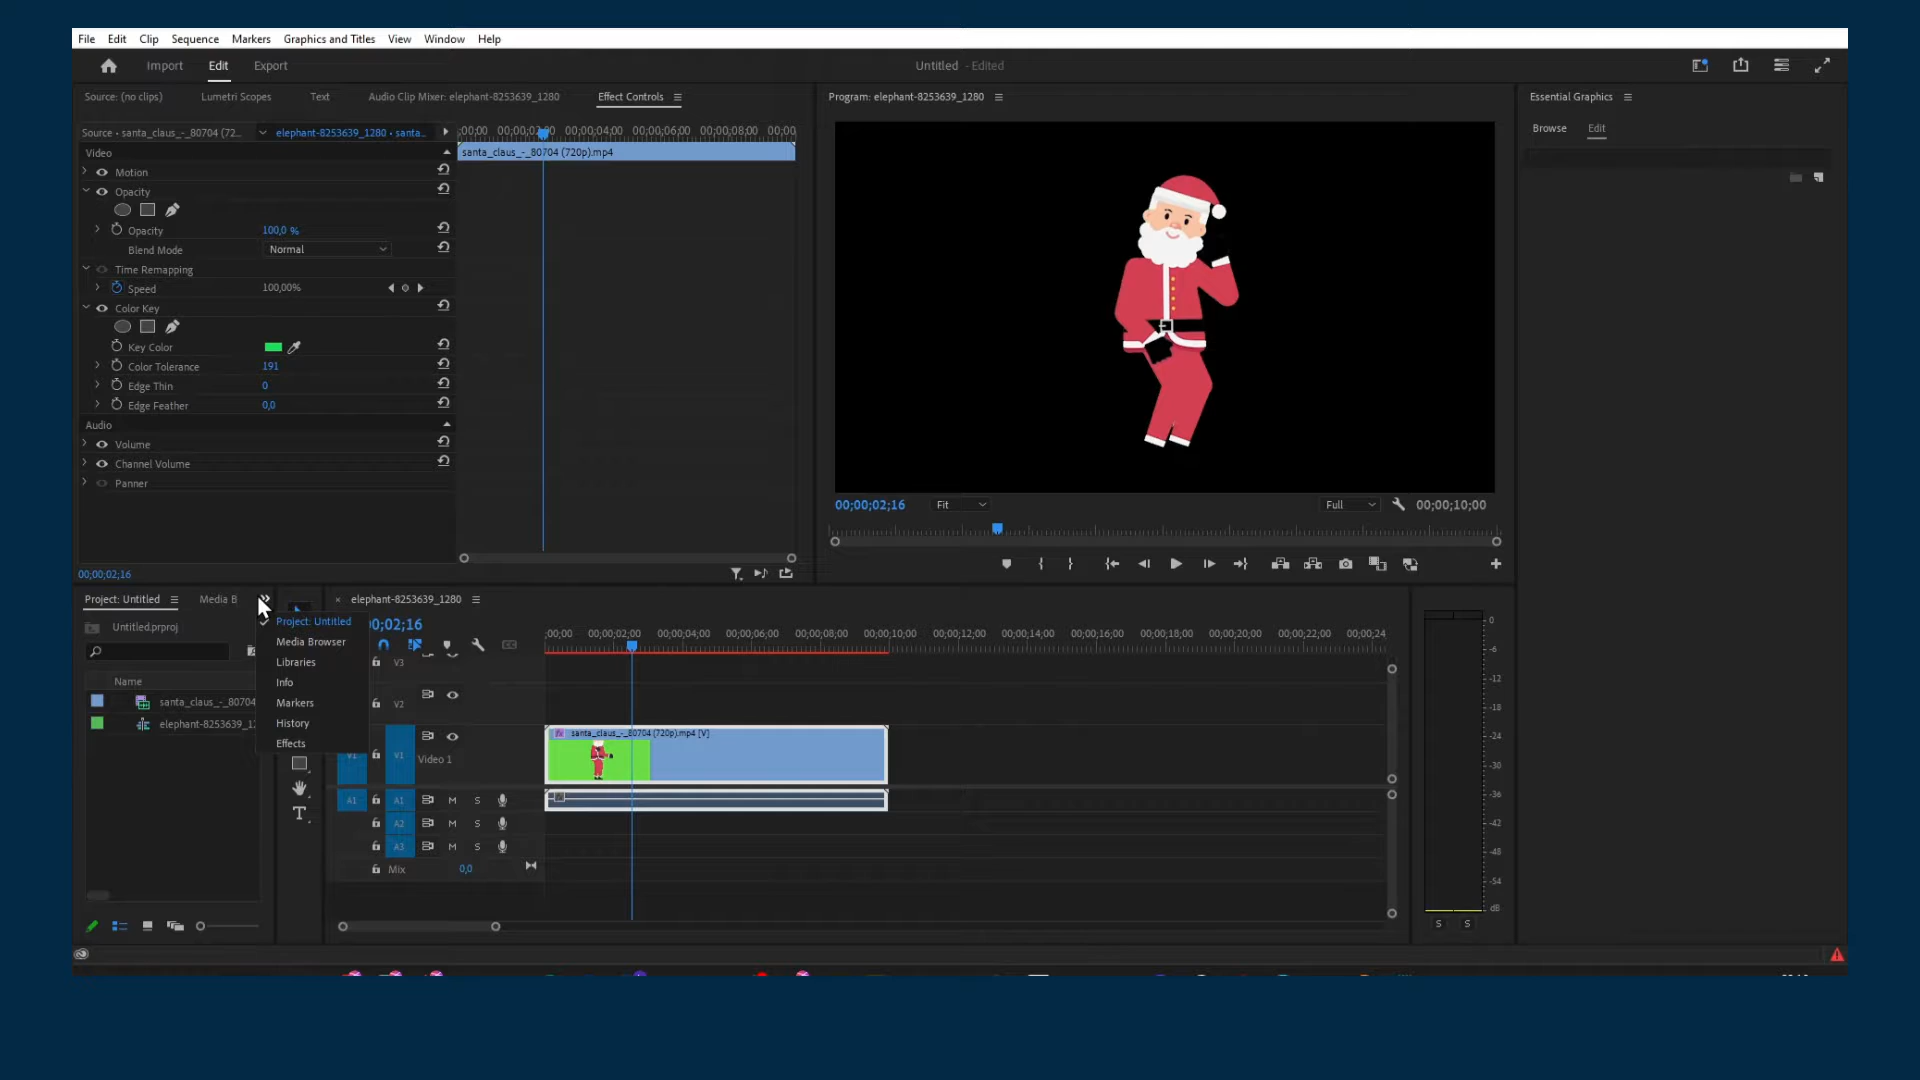 File Edit Clip Sequence Markers Graphics and Titles View Window Help
Import Edit Export
Untitled - Edited
Source: (no clips) Lumetri Scopes Text Audio Clip Mixer: elephant-8253639_1280 Effect Controls
Program: elephant-8253639_1280
Essential Graphics
Browse Edit
Source • santa_claus_-_80704 (72... elephant-8253639_1280 • santa...
;00;00 00;00;02;00 00;00;04;00 00;00;06;00 00;00;08;00 00;00
Video
santa_claus_-_80704 (720p).mp4
Motion
Opacity
Opacity 100,0 %
Blend Mode Normal
Time Remapping
Speed 100,00%
Color Key
Key Color
Color Tolerance 191
Edge Thin 0
Edge Feather 0,0
Audio
Volume
Channel Volume
Panner
00;00;02;16
00;00;02;16 Fit Full 00;00;10;00
Project: Untitled Media B
Untitled.prproj
Name
santa_claus_-_80704
elephant-8253639_12
Project: Untitled
Media Browser
Libraries
Info
Markers
History
Effects
elephant-8253639_1280
0;02;16
;00;00 00;00;02;00 00;00;04;00 00;00;06;00 00;00;08;00 00;00;10;00 00;00;12;00 00;00;14;00 00;00;16;00 00;00;18;00 00;00;20;00 00;00;22;00 00;00;24
V3
V2
V1 V1 Video 1
fx santa_claus_-_80704 (720p).mp4 [V]
A1 A1 M S
A2 M S
A3 M S
Mix 0,0
T
0
-6
-12
-18
-24
-30
-36
-42
-48
-54
dB
S S